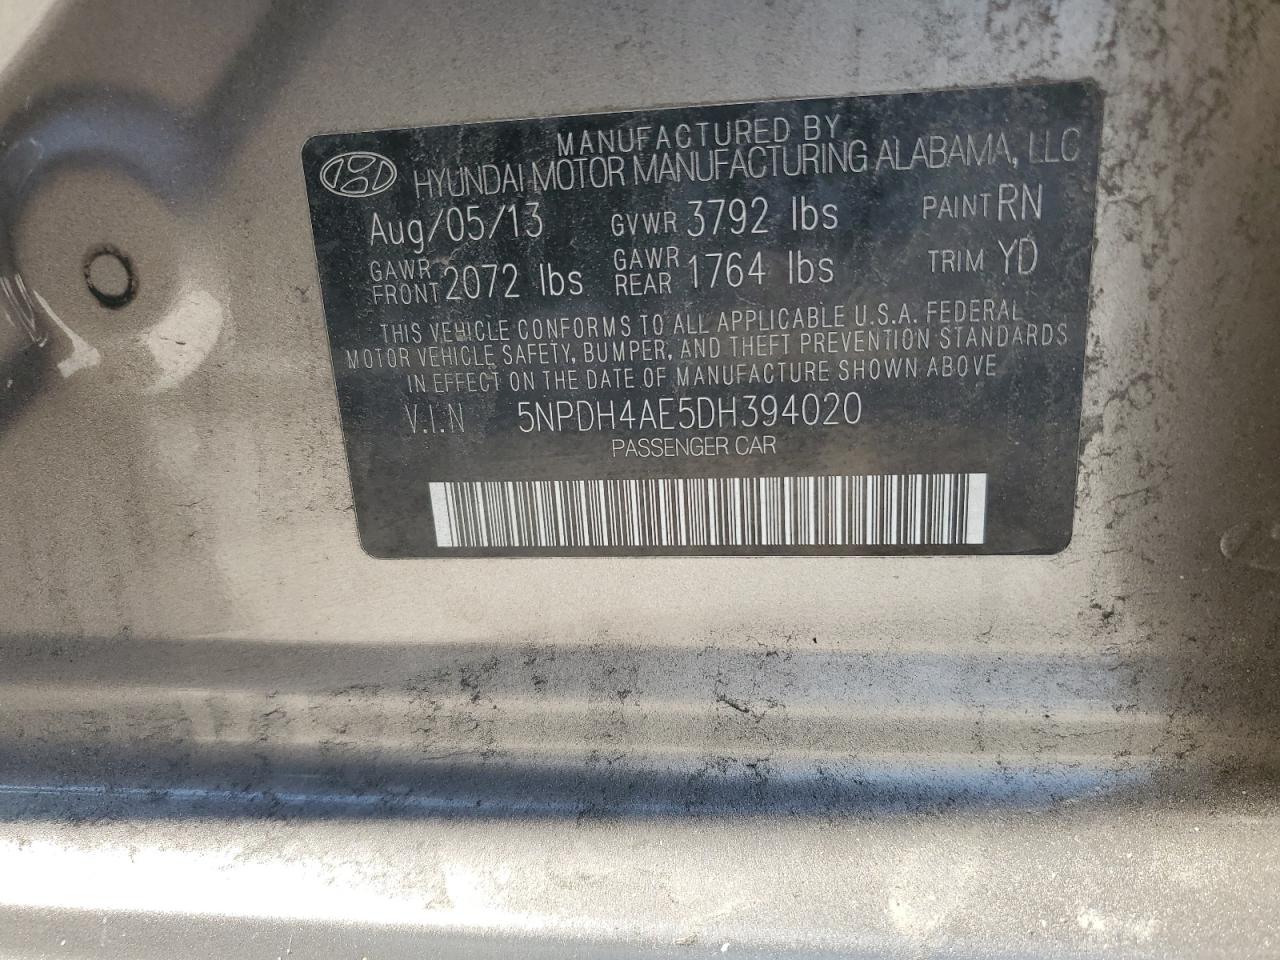 MANUFACTURED BY
HYUNDAI MOTOR MANUFACTURING ALABAMA, LLC
Aug/05/13 GVWR 3792 lbs PAINT RN
GAWR FRONT 2072 lbs GAWR REAR 1764 lbs TRIM YD
THIS VEHICLE CONFORMS TO ALL APPLICABLE U.S.A. FEDERAL
MOTOR VEHICLE SAFETY, BUMPER, AND THEFT PREVENTION STANDARDS
IN EFFECT ON THE DATE OF MANUFACTURE SHOWN ABOVE
V.I.N 5NPDH4AE5DH394020
PASSENGER CAR